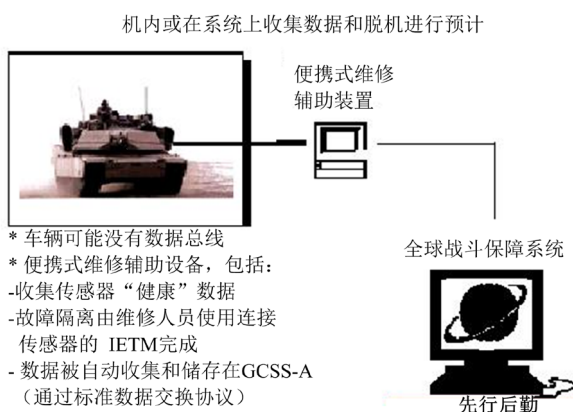 机内或在系统上收集数据和脱机进行预计
便携式维修
辅助装置
* 车辆可能没有数据总线
* 便携式维修辅助设备，包括：
-收集传感器“健康”数据
-故障隔离由维修人员使用连接
传感器的 IETM完成
- 数据被自动收集和储存在GCSS-A
（通过标准数据交换协议）
全球战斗保障系统
先行后勤